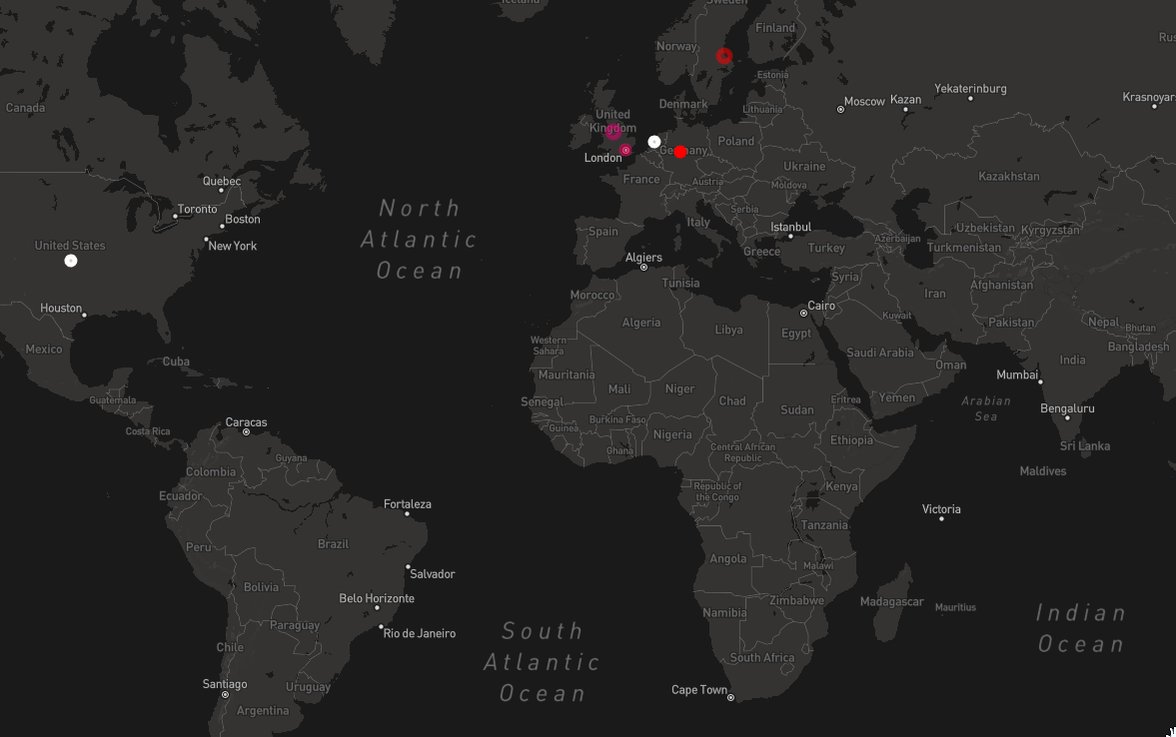 Iceland
Sweden
Finland
Norway
Rus
Estonia
Canada
Denmark
Lithuania
Moscow
Kazan
Yekaterinburg
Krasnoyar
United
Kingdom
Poland
London
Germany
Ukraine
France
Austria
Moldova
Kazakhstan
Quebec
Toronto
Boston
North
Atlantic
Ocean
Serbia
Spain
Italy
Istanbul
Uzbekistan
Kyrgyzstan
United States
New York
Greece
Turkey
Azerbaijan
Turkmenistan
Algiers
Tunisia
Syria
Afghanistan
Houston
Morocco
Cairo
Iran
Kuwait
Pakistan
Nepal
Bhutan
Mexico
Western
Sahara
Algeria
Libya
Egypt
Saudi Arabia
Bangladesh
India
Cuba
Mauritania
Mali
Niger
Chad
Oman
Mumbai
Guatemala
Senegal
Sudan
Eritrea
Yemen
Arabian
Sea
Bengaluru
Costa Rica
Caracas
Guinea
Burkina Faso
Ghana
Nigeria
Central African
Republic
Ethiopia
Sri Lanka
Guyana
Colombia
Maldives
Ecuador
Fortaleza
Republic of
the Congo
Kenya
Victoria
Peru
Brazil
Tanzania
Salvador
Angola
Malawi
Bolivia
Belo Horizonte
Zimbabwe
Namibia
Madagascar
Mauritius
Indian
Ocean
Paraguay
Rio de Janeiro
South
Atlantic
Ocean
Chile
South Africa
Santiago
Uruguay
Cape Town
Argentina